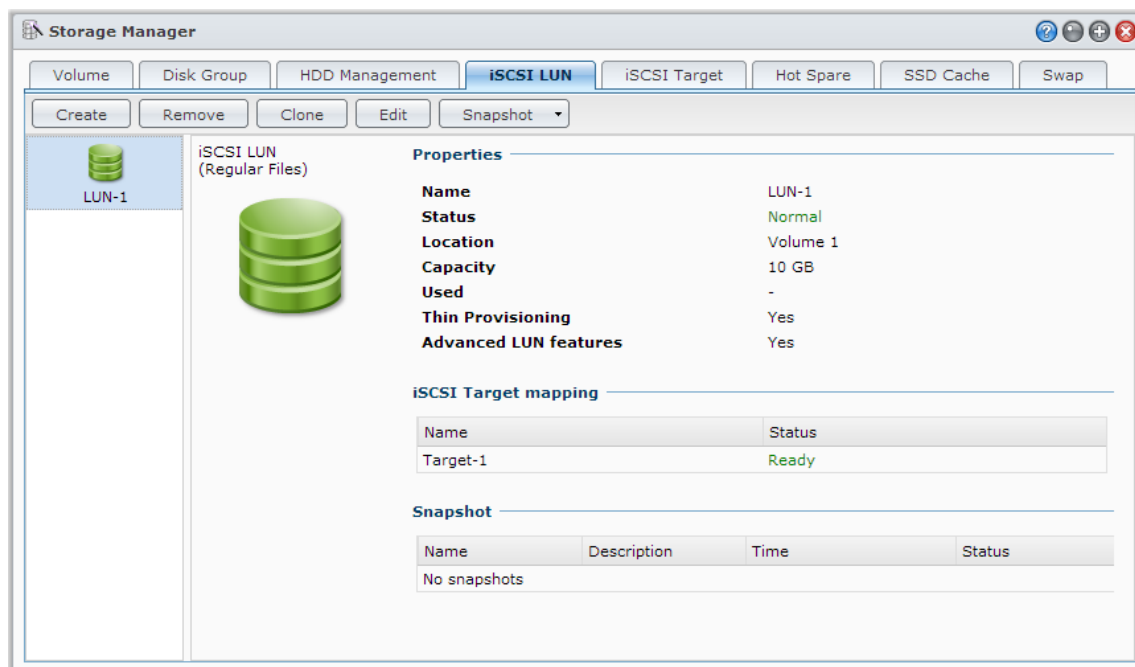 Storage Manager
Volume Disk Group HDD Management iSCSI LUN iSCSI Target Hot Spare SSD Cache Swap
Create Remove Clone Edit Snapshot
LUN-1
iSCSI LUN
(Regular Files)
Properties
Name LUN-1
Status Normal
Location Volume 1
Capacity 10 GB
Used -
Thin Provisioning Yes
Advanced LUN features Yes
iSCSI Target mapping
Name Status
Target-1 Ready
Snapshot
Name Description Time Status
No snapshots